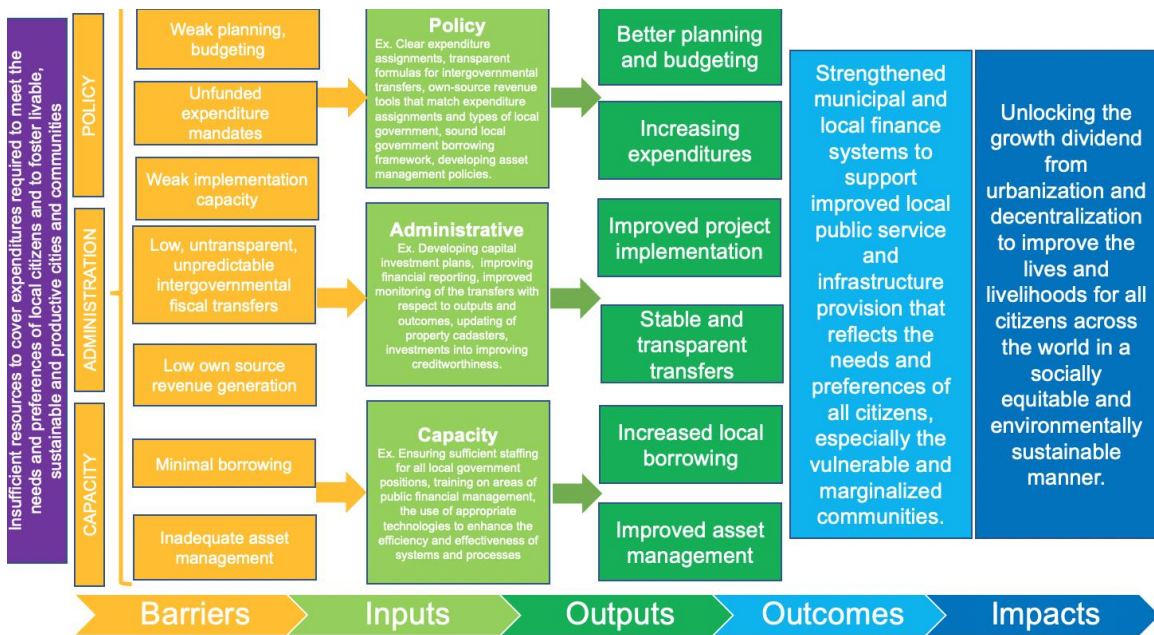 Insufficient resources to cover expenditures required to meet the
needs and preferences of local citizens and to foster livable,
sustainable and productive cities and communities
POLICY
ADMINISTRATION
CAPACITY
Weak planning,
budgeting
Unfunded
expenditure
mandates
Weak implementation
capacity
Low, untransparent,
unpredictable
intergovernmental
fiscal transfers
Low own source
revenue generation
Minimal borrowing
Inadequate asset
management
Policy
Ex. Clear expenditure
assignments, transparent
formulas for intergovernmental
transfers, own-source revenue
tools that match expenditure
assignments and types of local
government, sound local
government borrowing
framework, developing asset
management policies.
Administrative
Ex. Developing capital
investment plans, improving
financial reporting, improved
monitoring of the transfers with
respect to outputs and
outcomes, updating of
property cadasters,
investments into improving
creditworthiness.
Capacity
Ex. Ensuring sufficient staffing
for all local government
positions, training on areas of
public financial management,
the use of appropriate
technologies to enhance the
efficiency and effectiveness of
systems and processes
Better planning
and budgeting
Increasing
expenditures
Improved project
implementation
Stable and
transparent
transfers
Increased local
borrowing
Improved asset
management
Strengthened
municipal and
local finance
systems to
support
improved local
public service
and
infrastructure
provision that
reflects the
needs and
preferences of
all citizens,
especially the
vulnerable and
marginalized
communities.
Unlocking the
growth dividend
from
urbanization and
decentralization
to improve the
lives and
livelihoods for all
citizens across
the world in a
socially
equitable and
environmentally
sustainable
manner.
Barriers
Inputs
Outputs
Outcomes
Impacts